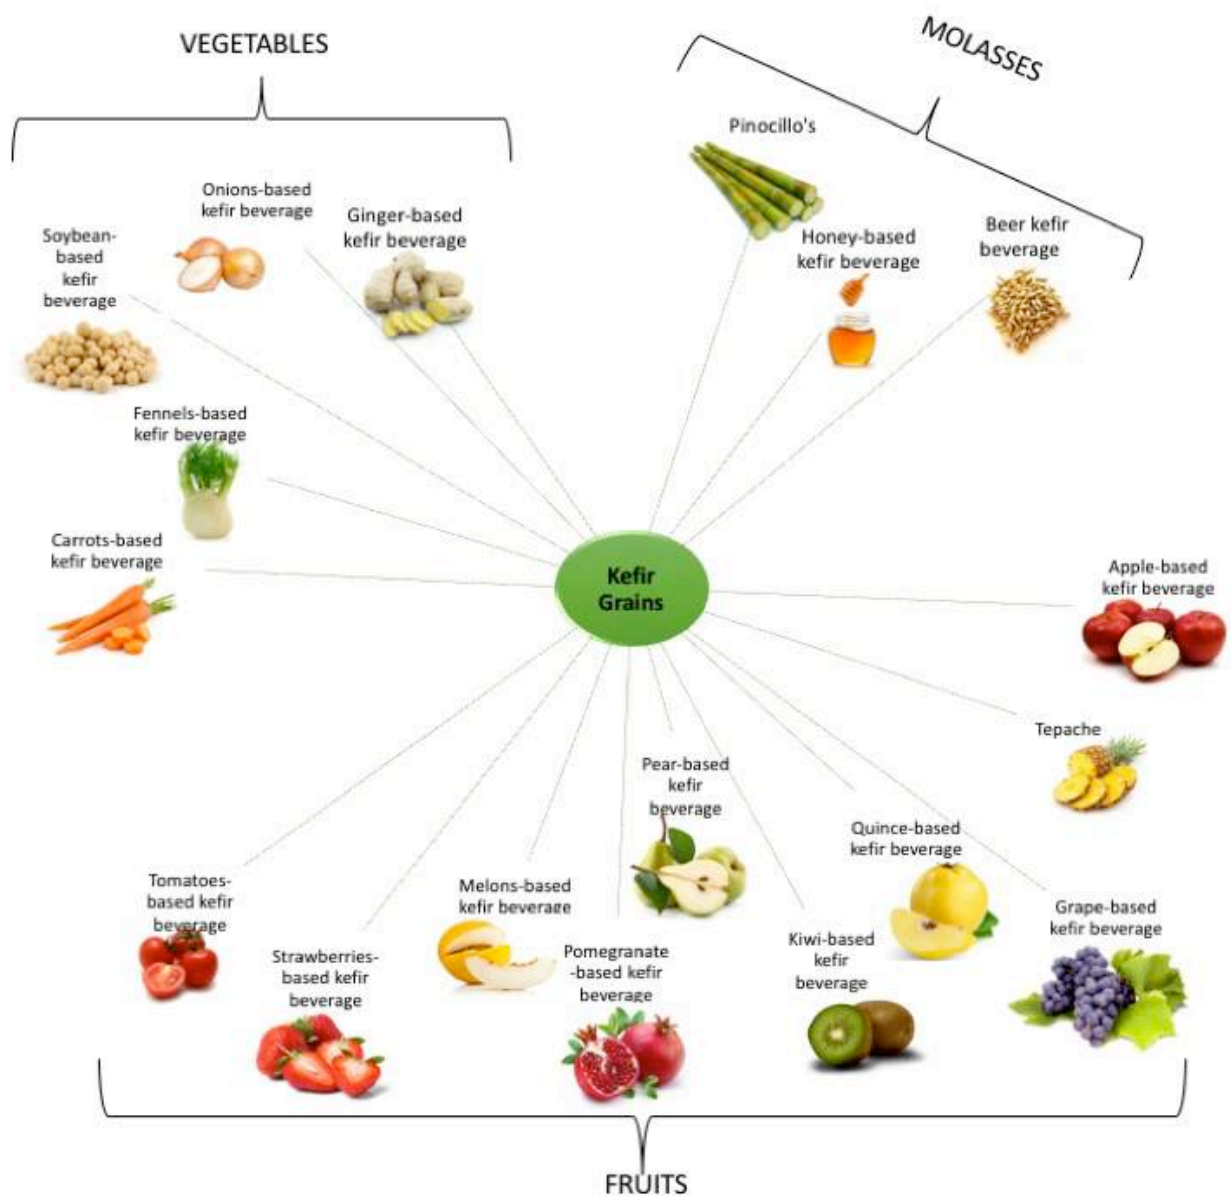 VEGETABLES
MOLASSES
Pinocillo's
Onions-based
kefir beverage
Ginger-based
kefir beverage
Soybean-
based
kefir
beverage
Honey-based
kefir beverage
Beer kefir
beverage
Fennels-based
kefir beverage
Carrots-based
kefir beverage
Kefir
Grains
Apple-based
kefir beverage
Tepache
Pear-based
kefir
beverage
Quince-based
kefir beverage
Tomatoes-
based kefir
beverage
Melons-based
kefir beverage
Grape-based
kefir beverage
Strawberries-
based kefir
beverage
Pomegranate
-based kefir
beverage
Kiwi-based
kefir
beverage
FRUITS